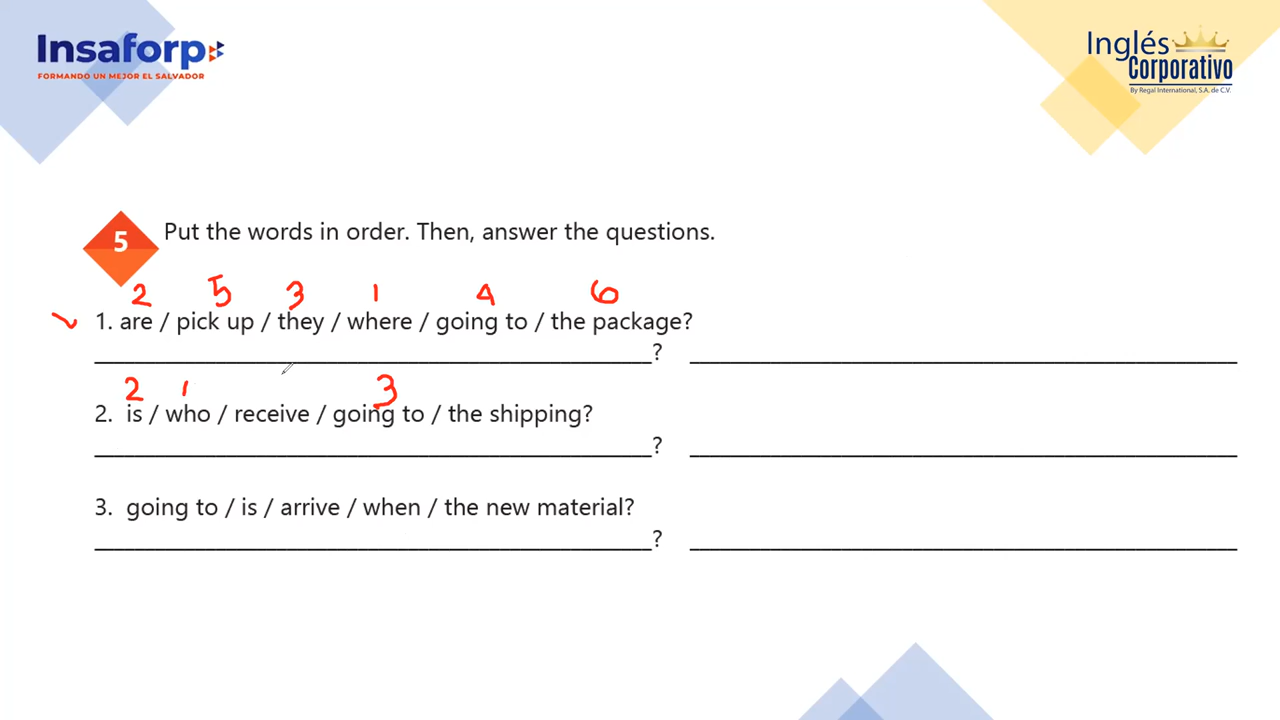 Insaforp
FORMANDO UN MEJOR EL SALVADOR
Inglés
Corporativo
By Regal International, S.A. de C.V.
5 Put the words in order. Then, answer the questions.
2 5 3 1 4 6
1. are / pick up / they / where / going to / the package?
?
2 1 3
2. is / who / receive / going to / the shipping?
?
3. going to / is / arrive / when / the new material?
?